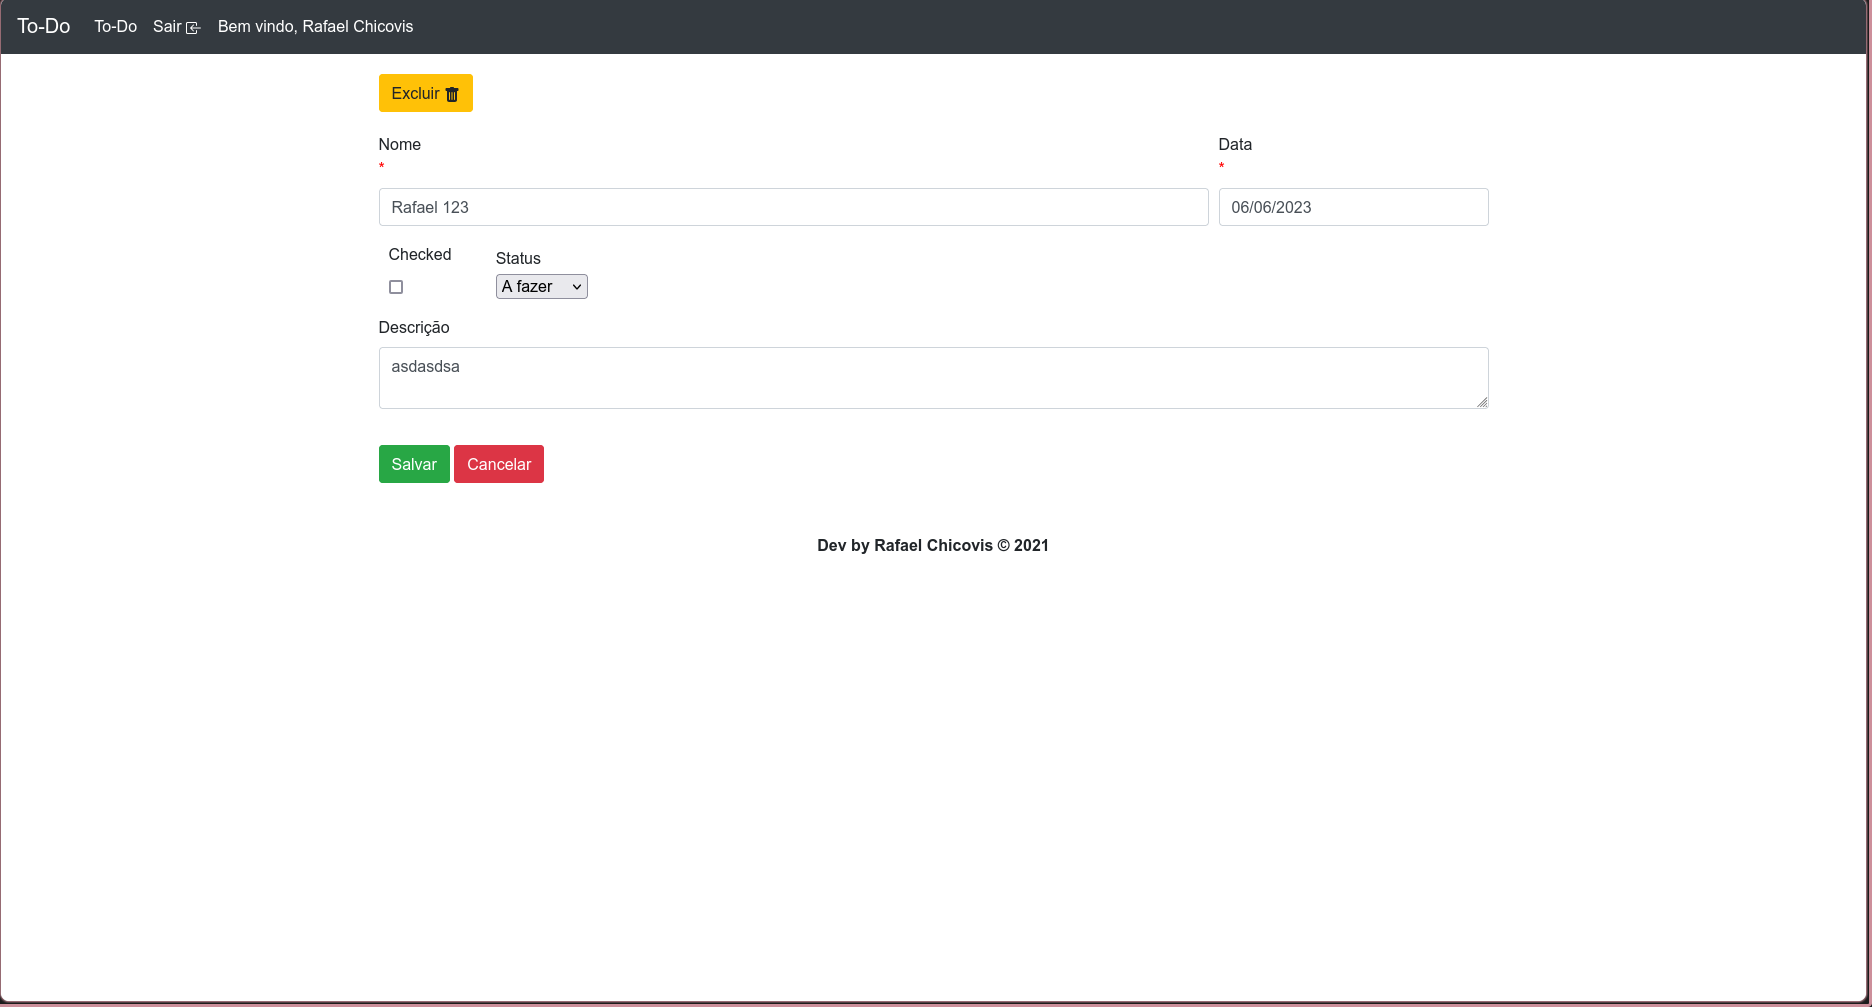 To-Do To-Do Sair Bem vindo, Rafael Chicovis
Excluir
Nome Data
* *
Rafael 123 06/06/2023
Checked Status
A fazer
Descrição
asdasdsa
Salvar Cancelar
Dev by Rafael Chicovis © 2021